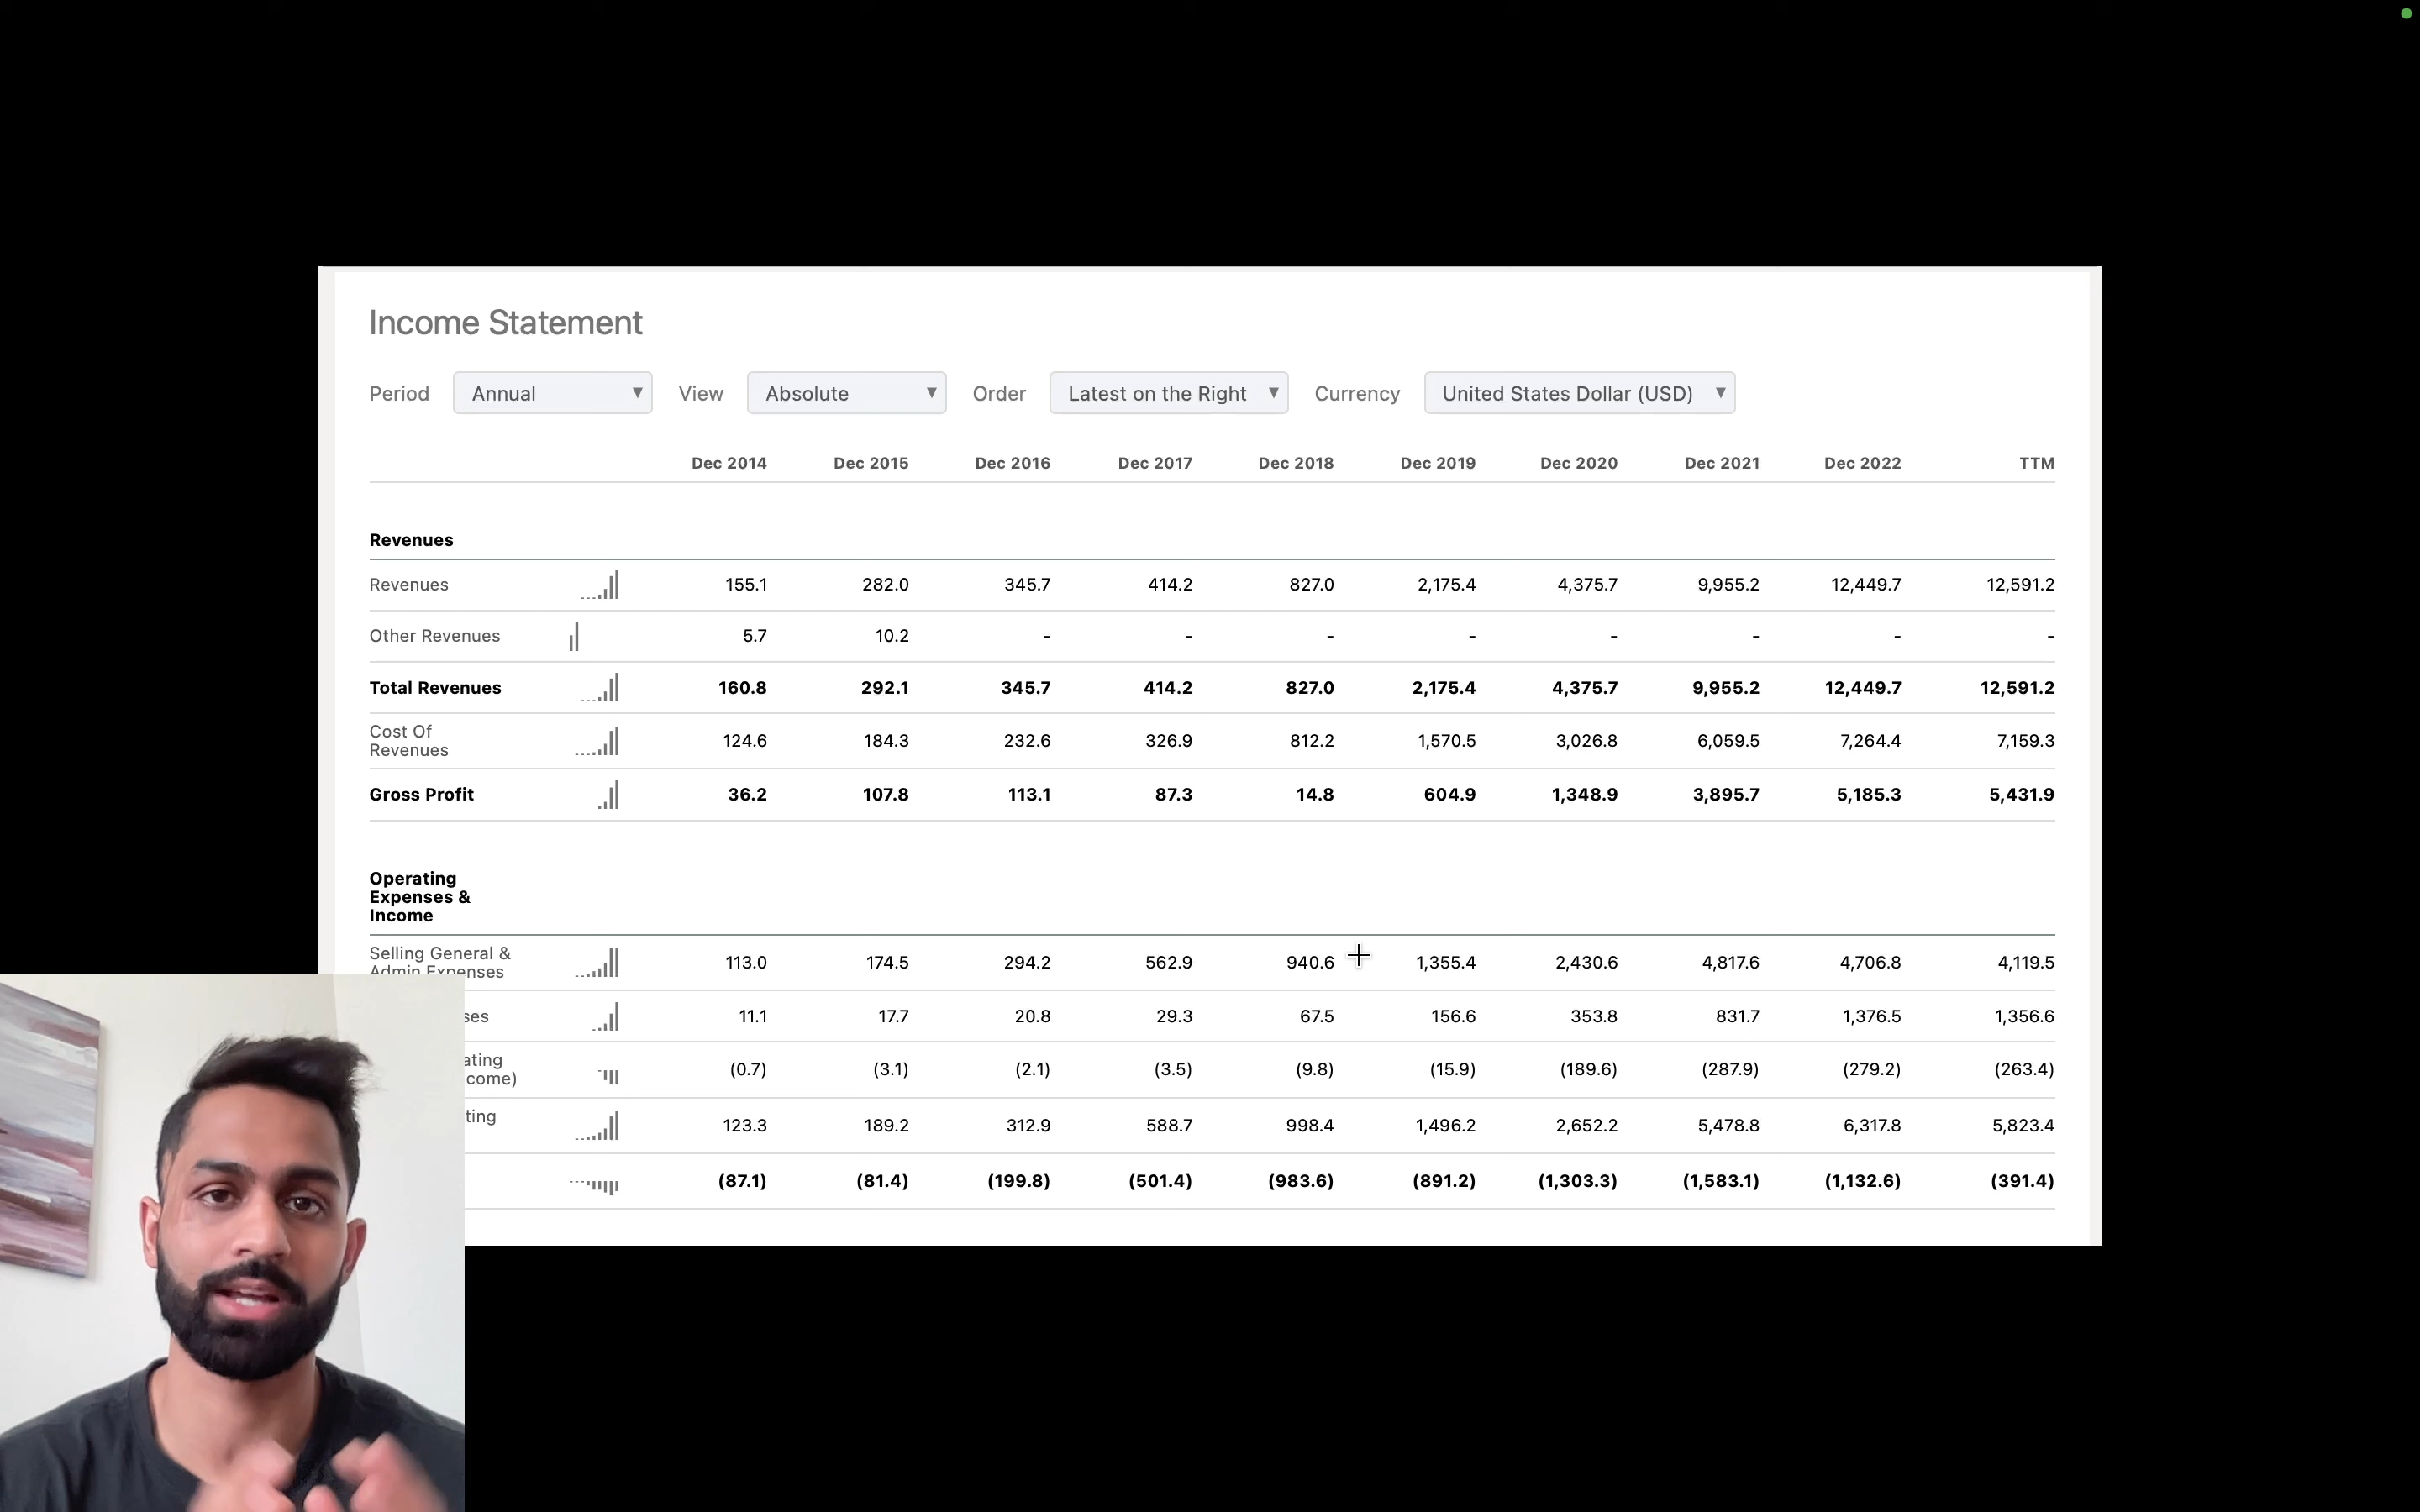 Income Statement
Period Annual ▼ View Absolute ▼ Order Latest on the Right ▼ Currency United States Dollar (USD) ▼
Dec 2014 Dec 2015 Dec 2016 Dec 2017 Dec 2018 Dec 2019 Dec 2020 Dec 2021 Dec 2022 TTM
Revenues
Revenues 155.1 282.0 345.7 414.2 827.0 2,175.4 4,375.7 9,955.2 12,449.7 12,591.2
Other Revenues 5.7 10.2 - - - - - - - -
Total Revenues 160.8 292.1 345.7 414.2 827.0 2,175.4 4,375.7 9,955.2 12,449.7 12,591.2
Cost Of
Revenues 124.6 184.3 232.6 326.9 812.2 1,570.5 3,026.8 6,059.5 7,264.4 7,159.3
Gross Profit 36.2 107.8 113.1 87.3 14.8 604.9 1,348.9 3,895.7 5,185.3 5,431.9
Operating
Expenses &
Income
Selling General &
Admin Expenses 113.0 174.5 294.2 562.9 940.6 1,355.4 2,430.6 4,817.6 4,706.8 4,119.5
ses 11.1 17.7 20.8 29.3 67.5 156.6 353.8 831.7 1,376.5 1,356.6
ating
come) (0.7) (3.1) (2.1) (3.5) (9.8) (15.9) (189.6) (287.9) (279.2) (263.4)
ting 123.3 189.2 312.9 588.7 998.4 1,496.2 2,652.2 5,478.8 6,317.8 5,823.4
(87.1) (81.4) (199.8) (501.4) (983.6) (891.2) (1,303.3) (1,583.1) (1,132.6) (391.4)